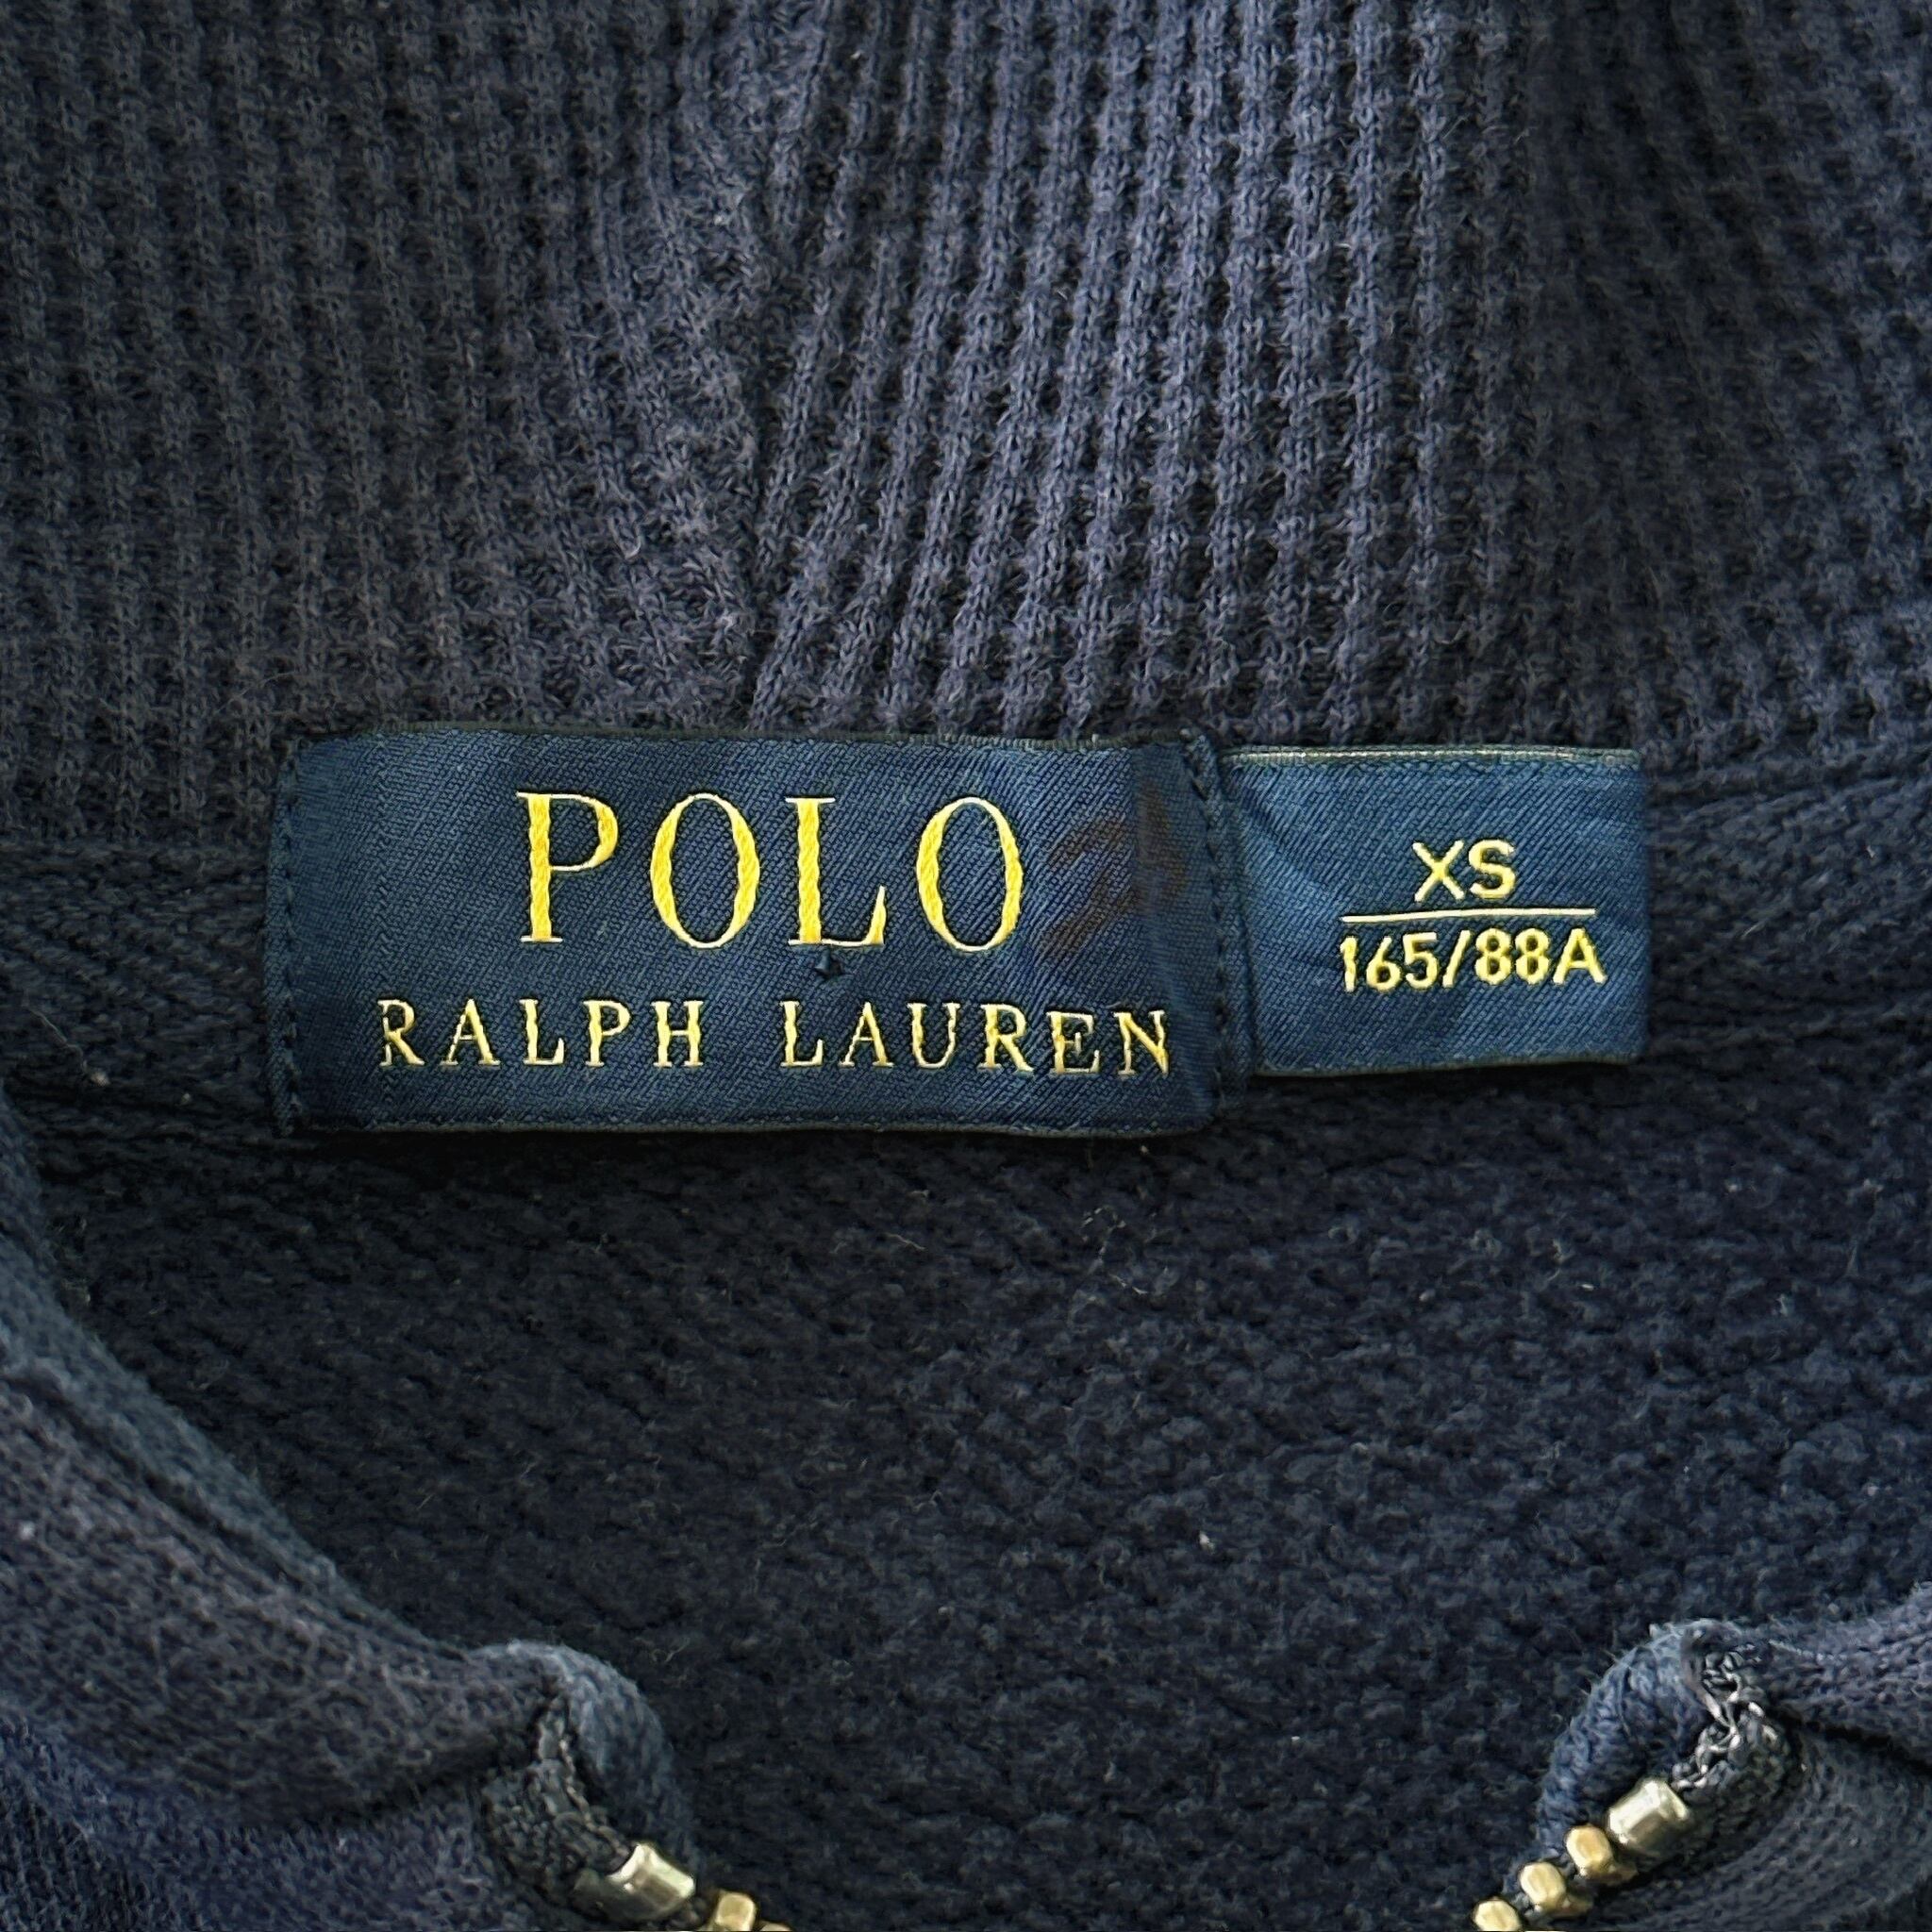 POLO
RALPH LAUREN
XS
165/88A